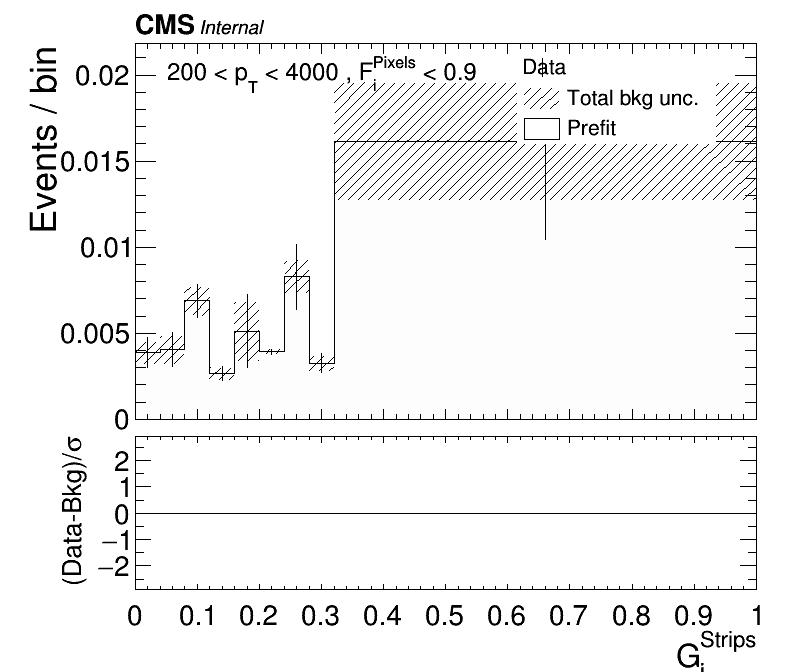 CMS Internal
Events / bin
200 < p_T < 4000 , F_i^Pixels < 0.9
Data
Total bkg unc.
Prefit
0.02
0.015
0.01
0.005
0
(Data-Bkg)/σ
2
1
0
−1
−2
0 0.1 0.2 0.3 0.4 0.5 0.6 0.7 0.8 0.9 1
G_i^Strips